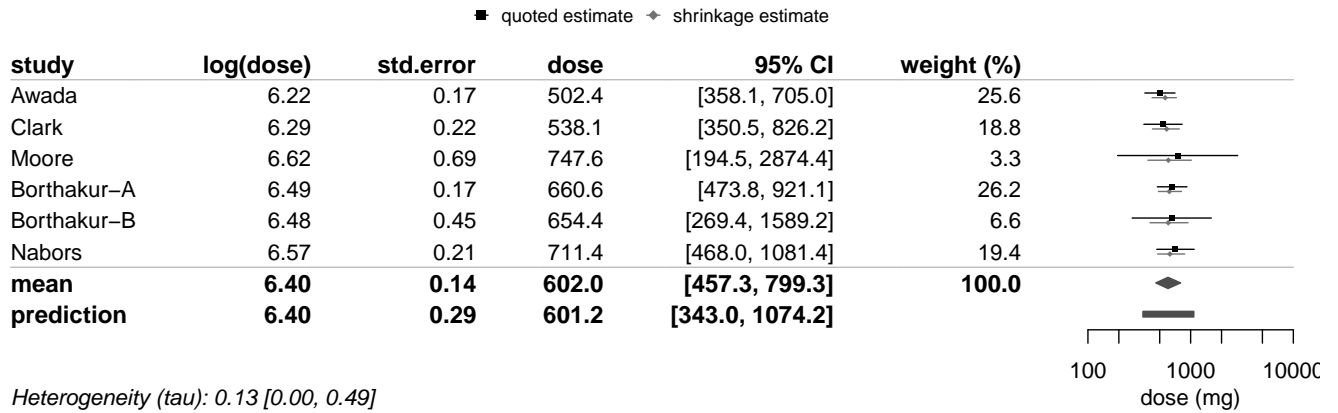 quoted estimate shrinkage estimate
study log(dose) std.error dose 95% CI weight (%)
Awada 6.22 0.17 502.4 [358.1, 705.0] 25.6
Clark 6.29 0.22 538.1 [350.5, 826.2] 18.8
Moore 6.62 0.69 747.6 [194.5, 2874.4] 3.3
Borthakur−A 6.49 0.17 660.6 [473.8, 921.1] 26.2
Borthakur−B 6.48 0.45 654.4 [269.4, 1589.2] 6.6
Nabors 6.57 0.21 711.4 [468.0, 1081.4] 19.4
mean 6.40 0.14 602.0 [457.3, 799.3] 100.0
prediction 6.40 0.29 601.2 [343.0, 1074.2]
100 1000 10000
Heterogeneity (tau): 0.13 [0.00, 0.49] dose (mg)